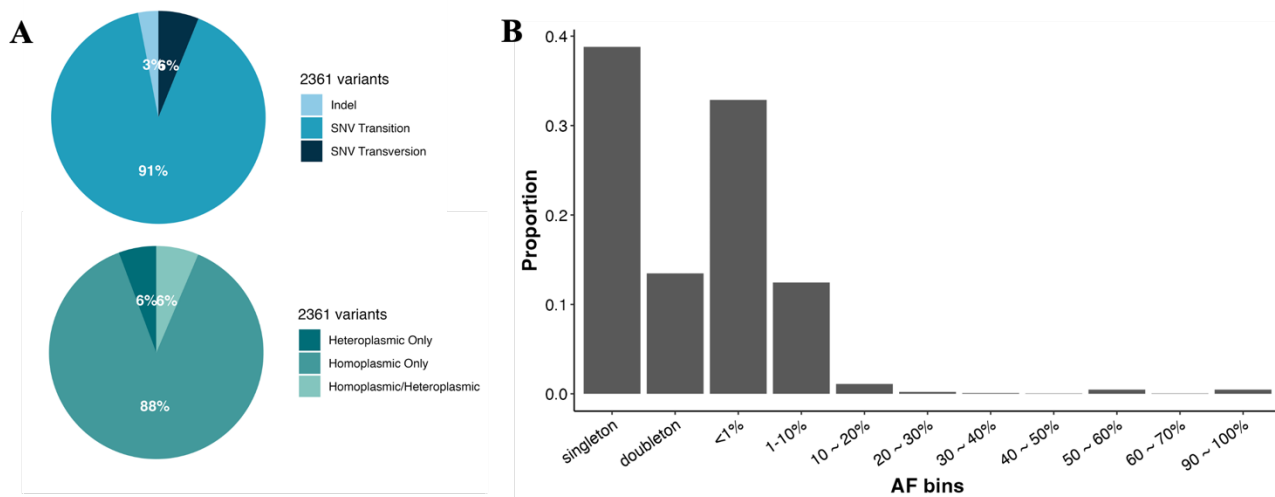 A
3%
6%
91%
2361 variants
Indel
SNV Transition
SNV Transversion
6%
6%
88%
2361 variants
Heteroplasmic Only
Homoplasmic Only
Homoplasmic/Heteroplasmic
B
Proportion
0.4
0.3
0.2
0.1
0.0
singleton
doubleton
<1%
1-10%
10 ~ 20%
20 ~ 30%
30 ~ 40%
40 ~ 50%
50 ~ 60%
60 ~ 70%
90 ~ 100%
AF bins